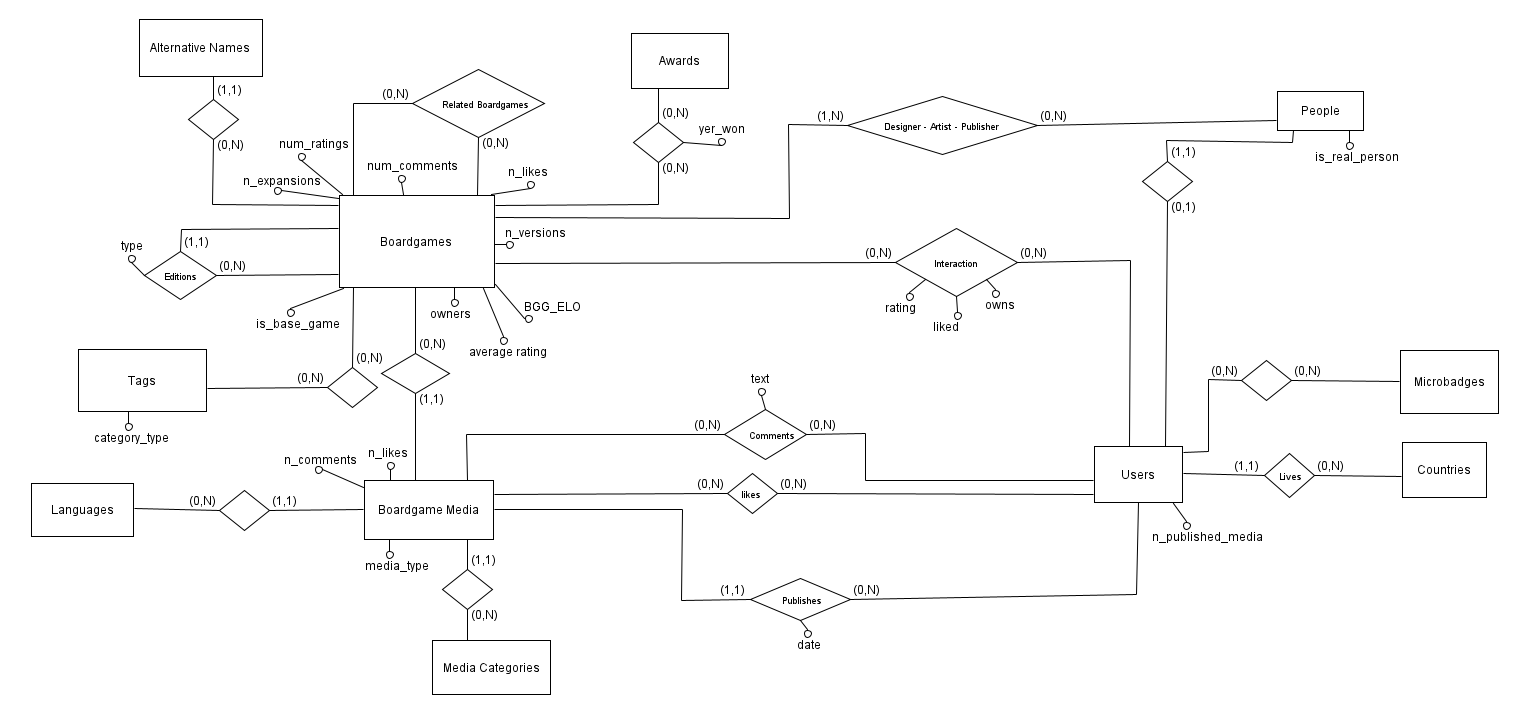 Alternative Names
(1,1)
(0,N)
(0,N)
Related Boardgames
(0,N)
Awards
(0,N)
yer_won
(0,N)
(1,N)
Designer - Artist - Publisher
(0,N)
People
is_real_person
(1,1)
(0,1)
num_ratings
num_comments
n_expansions
n_likes
Boardgames
n_versions
type
(1,1)
Editions
(0,N)
is_base_game
owners
BGG_ELO
average rating
(0,N)
Interaction
(0,N)
rating
liked
owns
Tags
category_type
(0,N)
(0,N)
(0,N)
(1,1)
text
(0,N)
Comments
(0,N)
(0,N)
(0,N)
Microbadges
n_comments
n_likes
Languages
(0,N)
(1,1)
Boardgame Media
media_type
(0,N)
likes
(0,N)
Users
(1,1)
Lives
(0,N)
Countries
n_published_media
(1,1)
(0,N)
Media Categories
(1,1)
Publishes
(0,N)
date